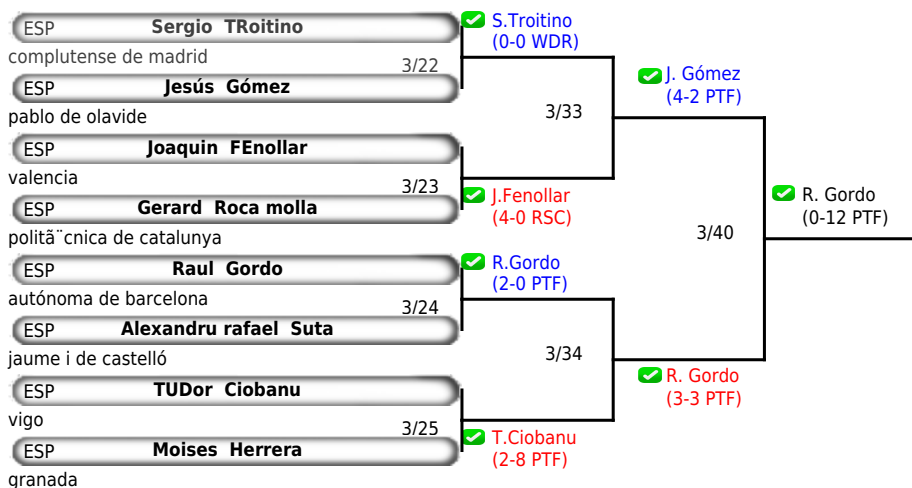 ESP Sergio TRoitino
complutense de madrid
3/22
ESP Jesús Gómez
pablo de olavide
ESP Joaquin FEnollar
valencia
3/23
ESP Gerard Roca molla
politã¨cnica de catalunya
ESP Raul Gordo
autónoma de barcelona
3/24
ESP Alexandru rafael Suta
jaume i de castelló
ESP TUDor Ciobanu
vigo
3/25
ESP Moises Herrera
granada
S.Troitino
(0-0 WDR)
3/33
J.Fenollar
(4-0 RSC)
R.Gordo
(2-0 PTF)
3/34
T.Ciobanu
(2-8 PTF)
J. Gómez
(4-2 PTF)
3/40
R. Gordo
(3-3 PTF)
R. Gordo
(0-12 PTF)